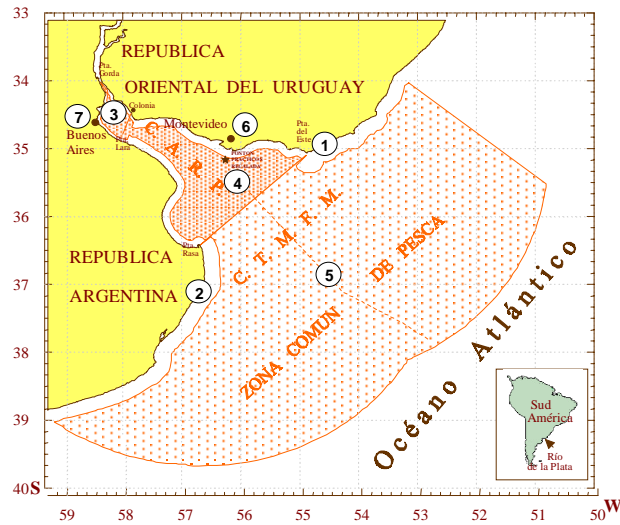 33
34
35
36
37
38
39
40 S
59
58
57
56
55
54
53
52
51
50
W
REPUBLICA
ORIENTAL DEL URUGUAY
Pta.
Gorda
Colonia
3
7
Buenos
Aires
Pta.
Lara
Montevideo
6
Pta.
del
Este
1
C. A. R. P.
4
REPUBLICA
ARGENTINA
Pta.
Rasa
2
C. T. M. F. M.
5
ZONA COMUN DE PESCA
Océano Atlántico
Sud
América
Río
de la Plata